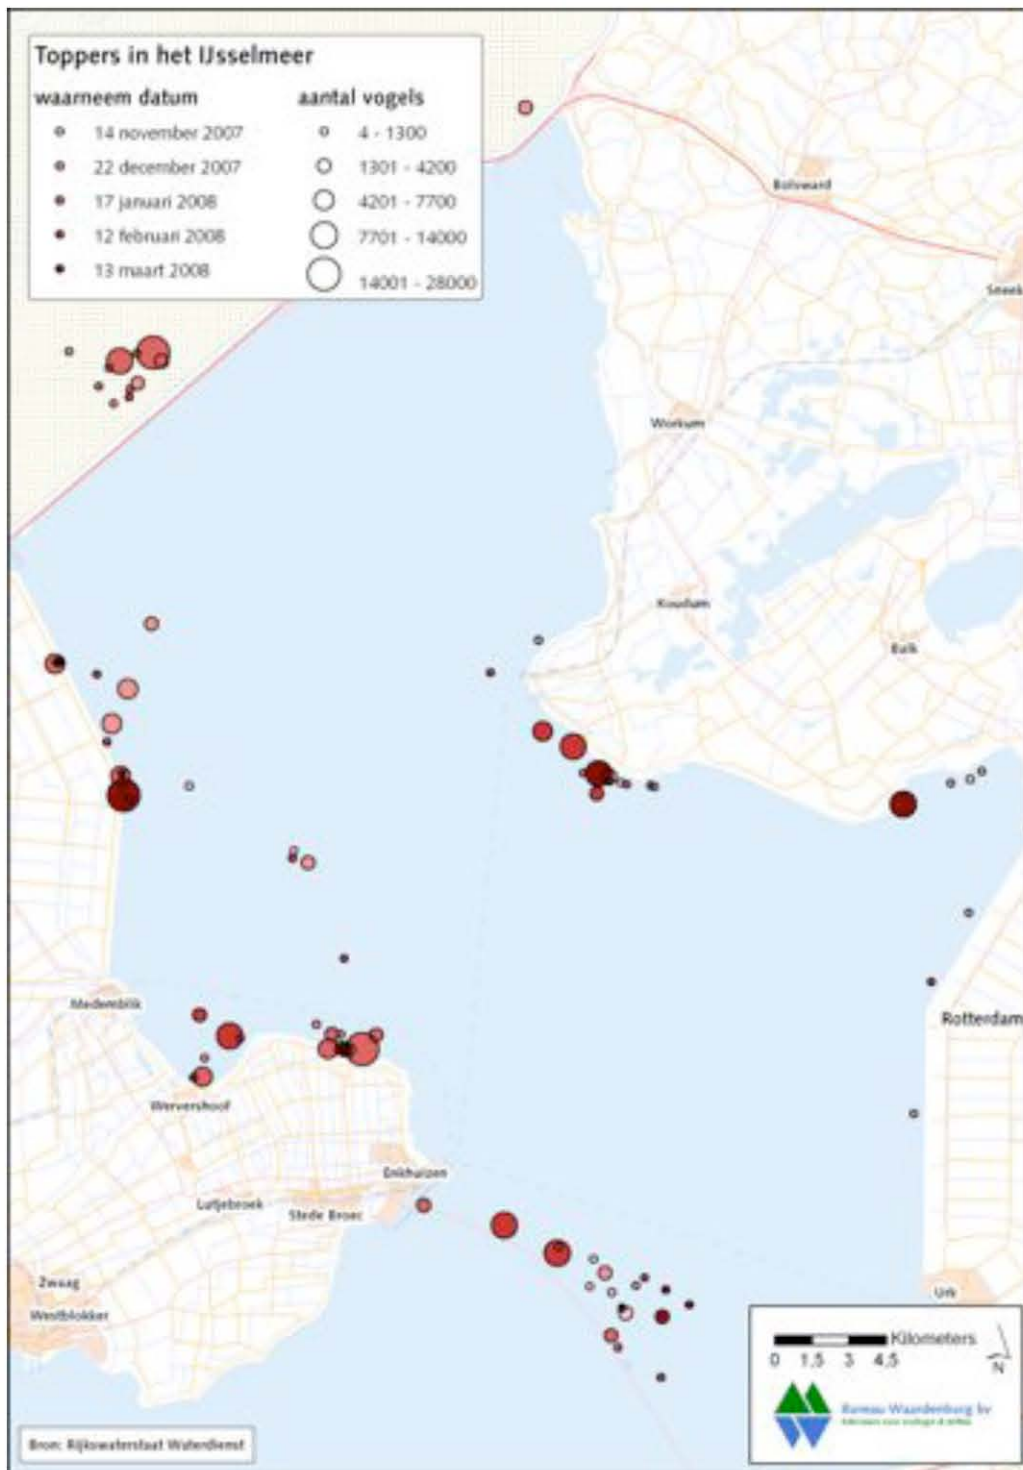 Toppers in het IJsselmeer
waarneem datum
aantal vogels
14 november 2007
4 - 1300
22 december 2007
1301 - 4200
17 januari 2008
4201 - 7700
12 februari 2008
7701 - 14000
13 maart 2008
14001 - 28000
Bolsward
Sneek
Workum
Koudum
Balk
Medemblik
Rotterdam
Wervershoof
Enkhuizen
Lutjebroek
Stede Broec
Zwaag
Urk
Westblokker
Kilometers
0 1,5 3 4,5
N
Bureau Waardenburg bv
Bron: Rijkswaterstaat Waterdienst